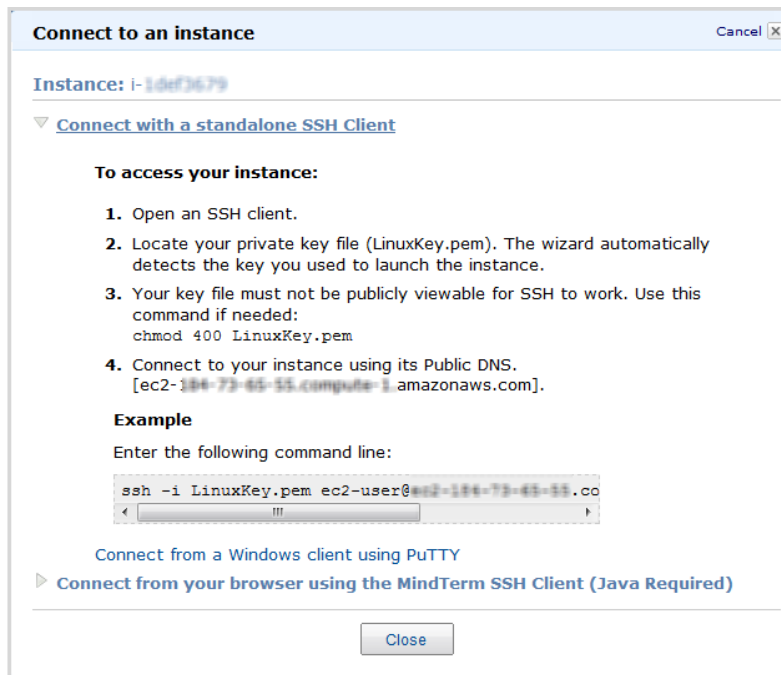 Connect to an instance
Cancel
Instance: i-
Connect with a standalone SSH Client
To access your instance:
1. Open an SSH client.
2. Locate your private key file (LinuxKey.pem). The wizard automatically
detects the key you used to launch the instance.
3. Your key file must not be publicly viewable for SSH to work. Use this
command if needed:
chmod 400 LinuxKey.pem
4. Connect to your instance using its Public DNS.
[ec2- amazonaws.com].
Example
Enter the following command line:
ssh -i LinuxKey.pem ec2-user@ .co
Connect from a Windows client using PuTTY
Connect from your browser using the MindTerm SSH Client (Java Required)
Close